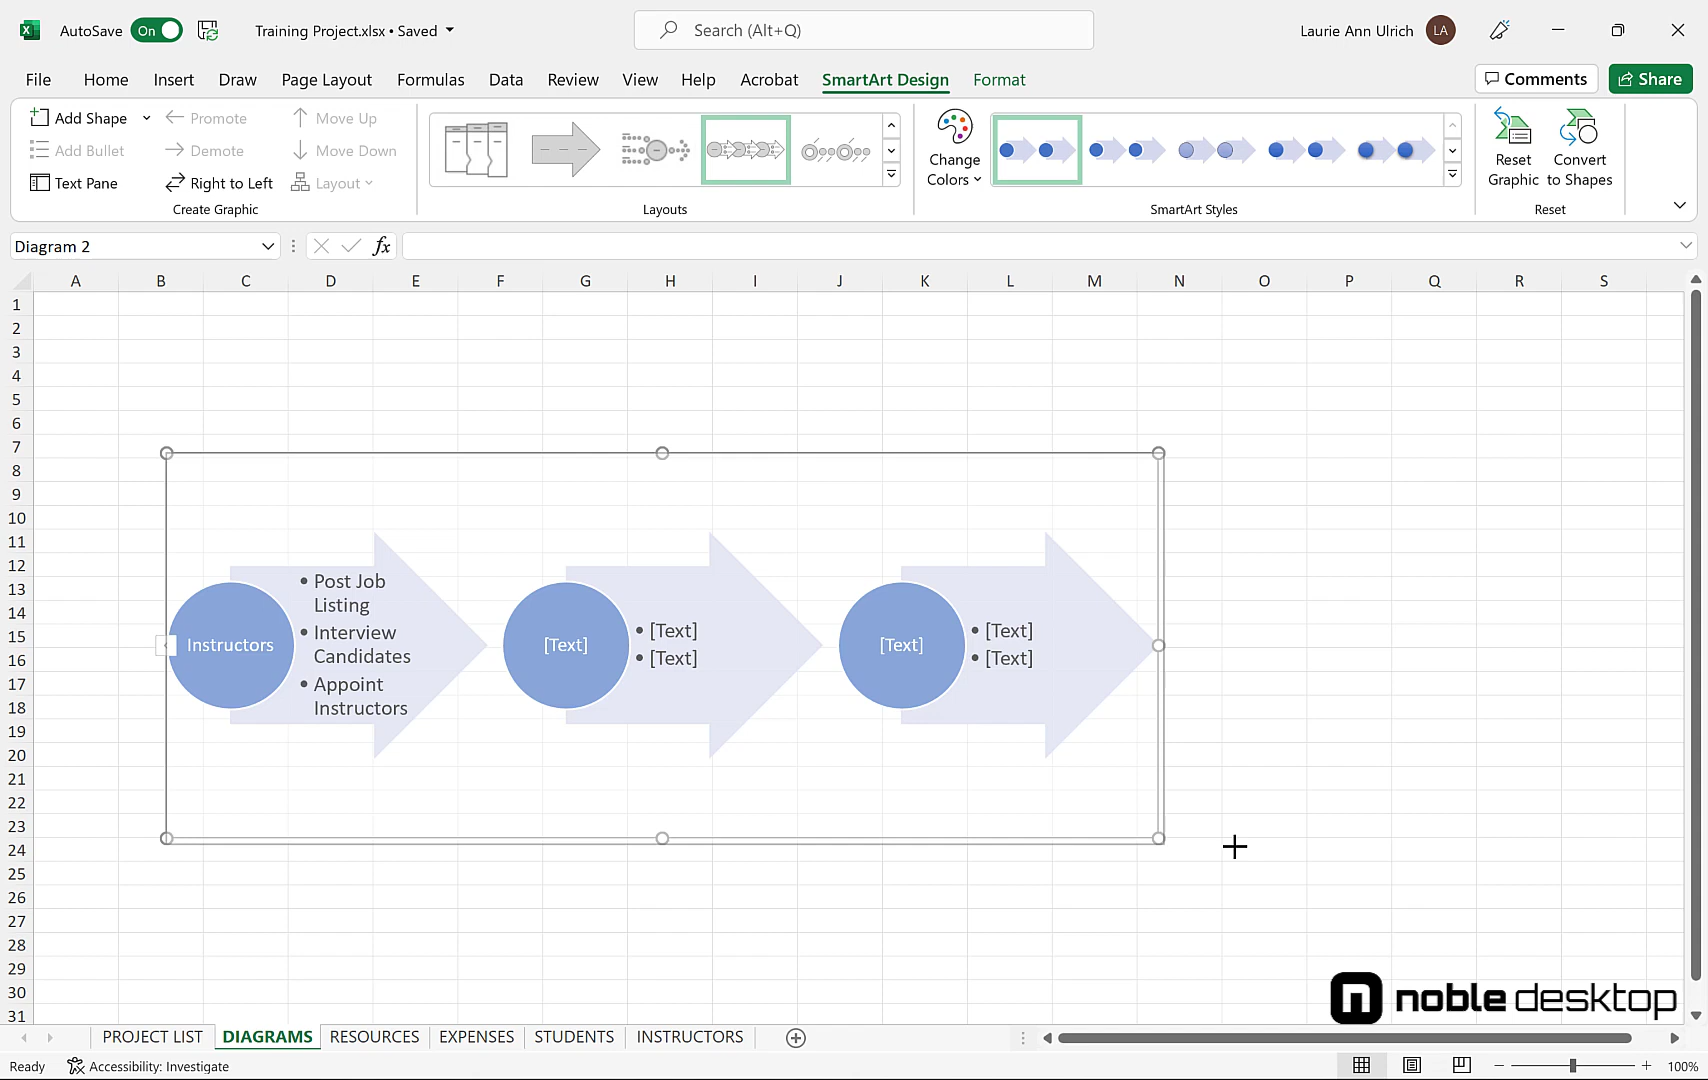 AutoSave On Training Project.xlsx • Saved Search (Alt+Q) Laurie Ann Ulrich LA
File Home Insert Draw Page Layout Formulas Data Review View Help Acrobat SmartArt Design Format Comments Share
Add Shape Promote Move Up
Add Bullet Demote Move Down
Text Pane Right to Left Layout
Create Graphic
Layouts
Change
Colors
SmartArt Styles
Reset
Graphic
Convert
to Shapes
Reset
Diagram 2 fx
A B C D E F G H I J K L M N O P Q R S
1
2
3
4
5
6
7
8
9
10
11
12
13
14
15
16
17
18
19
20
21
22
23
24
25
26
27
28
29
30
31
Instructors
• Post Job
Listing
• Interview
Candidates
• Appoint
Instructors
[Text]
• [Text]
• [Text]
[Text]
• [Text]
• [Text]
noble desktop
PROJECT LIST DIAGRAMS RESOURCES EXPENSES STUDENTS INSTRUCTORS
Ready Accessibility: Investigate 100%